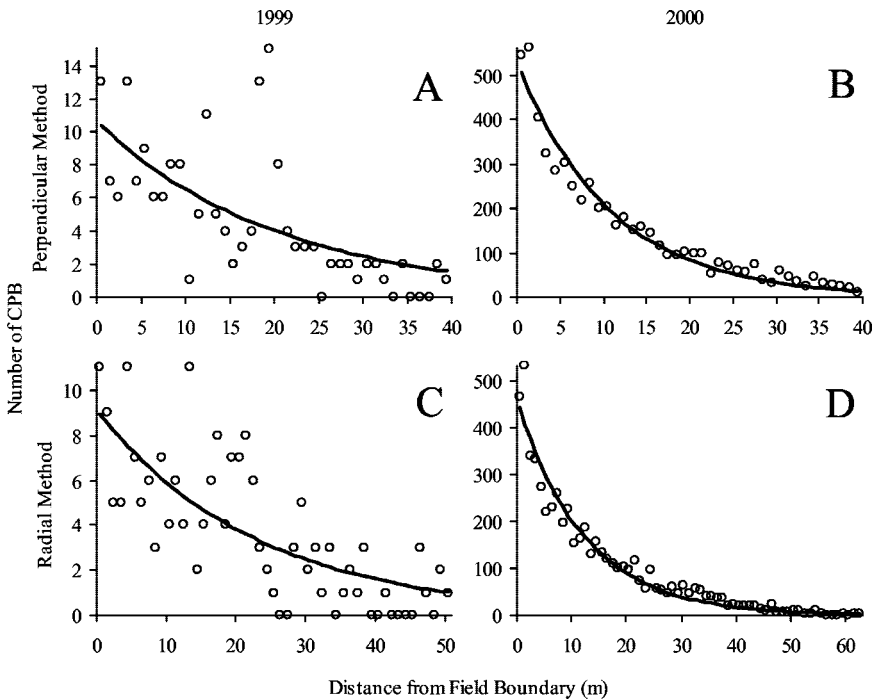 1999
2000
Number of CPB
Perpendicular Method
14
12
10
8
6
4
2
0
A
0 5 10 15 20 25 30 35 40
500
400
300
200
100
0
B
0 5 10 15 20 25 30 35 40
Radial Method
10
8
6
4
2
0
C
0 10 20 30 40 50
500
400
300
200
100
0
D
0 10 20 30 40 50 60
Distance from Field Boundary (m)